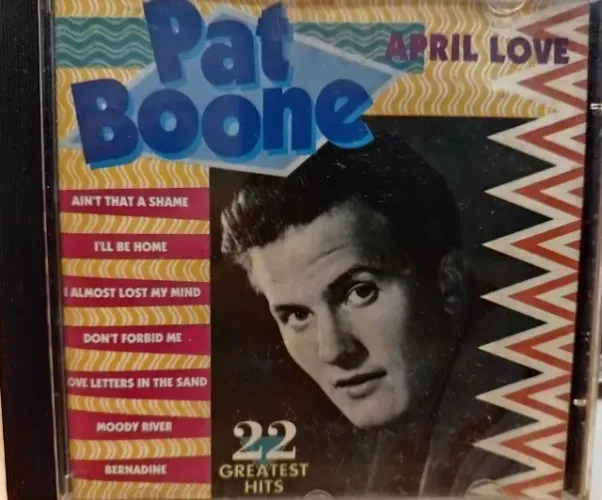 Pat
Boone
APRIL LOVE
AIN'T THAT A SHAME
I'LL BE HOME
I ALMOST LOST MY MIND
DON'T FORBID ME
OVE LETTERS IN THE SAND
MOODY RIVER
BERNADINE
22
GREATEST
HITS